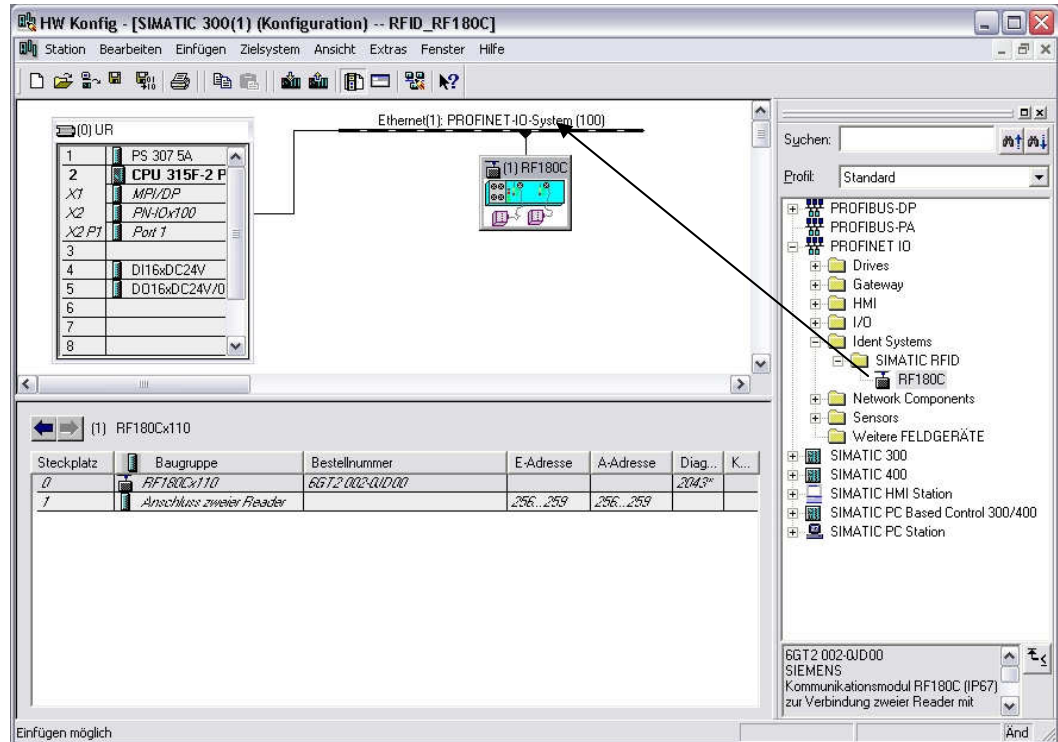 HW Konfig - [SIMATIC 300(1) (Konfiguration) -- RFID_RF180C]
Station Bearbeiten Einfügen Zielsystem Ansicht Extras Fenster Hilfe
(0) UR
1 PS 307 5A
2 CPU 315F-2 P
X1 MPI/DP
X2 PN-IOx100
X2 P1 Port 1
3
4 DI16xDC24V
5 DO16xDC24V/0
6
7
8
Ethernet(1): PROFINET-IO-System (100)
(1) RF180C
(1) RF180Cx110
Steckplatz Baugruppe Bestellnummer E-Adresse A-Adresse Diag... K...
0 RF180Cx110 6GT2 002-0JD00 2043*
1 Anschluss zweier Reader 256...259 256...259
Suchen:
Profil: Standard
PROFIBUS-DP
PROFIBUS-PA
PROFINET IO
Drives
Gateway
HMI
I/O
Ident Systems
SIMATIC RFID
RF180C
Network Components
Sensors
Weitere FELDGERÄTE
SIMATIC 300
SIMATIC 400
SIMATIC HMI Station
SIMATIC PC Based Control 300/400
SIMATIC PC Station
6GT2 002-0JD00
SIEMENS
Kommunikationsmodul RF180C (IP67)
zur Verbindung zweier Reader mit
Einfügen möglich
Änd